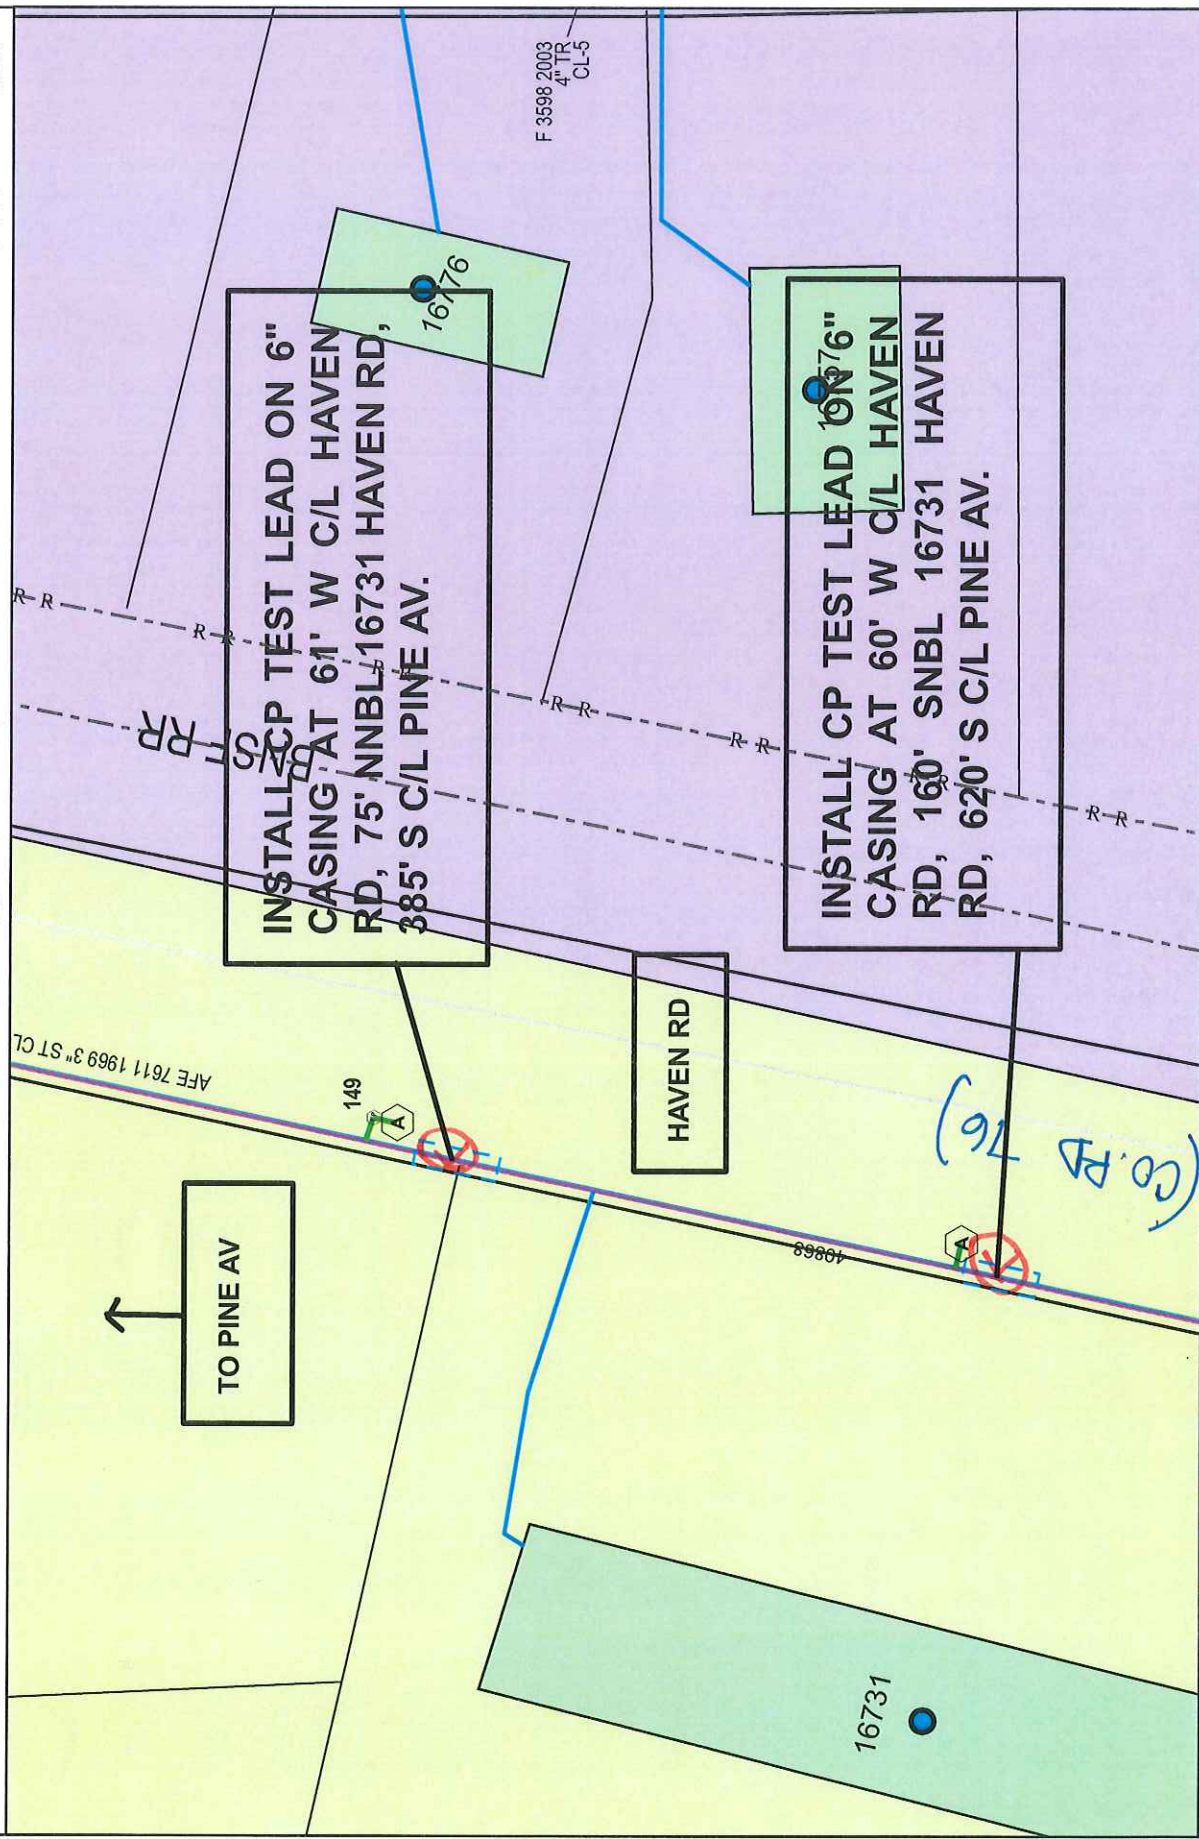 F 3598 2003
4" TR
CL-5
16776
INSTALL CP TEST LEAD ON 6"
CASING AT 61' W C/L HAVEN
RD, 75' NNBL 16731 HAVEN RD,
385' S C/L PINE AV.
INSTALL CP TEST LEAD ON 6"
CASING AT 60' W C/L HAVEN
RD, 160' SNBL 16731 HAVEN
RD, 620' S C/L PINE AV.
R R
R R
R R
R R
R R
R R
R R
BNSF RR
AFE 7611 1969 3" ST CL
149
A
HAVEN RD
(CO. RD 76)
TO PINE AV
40868
A
16731